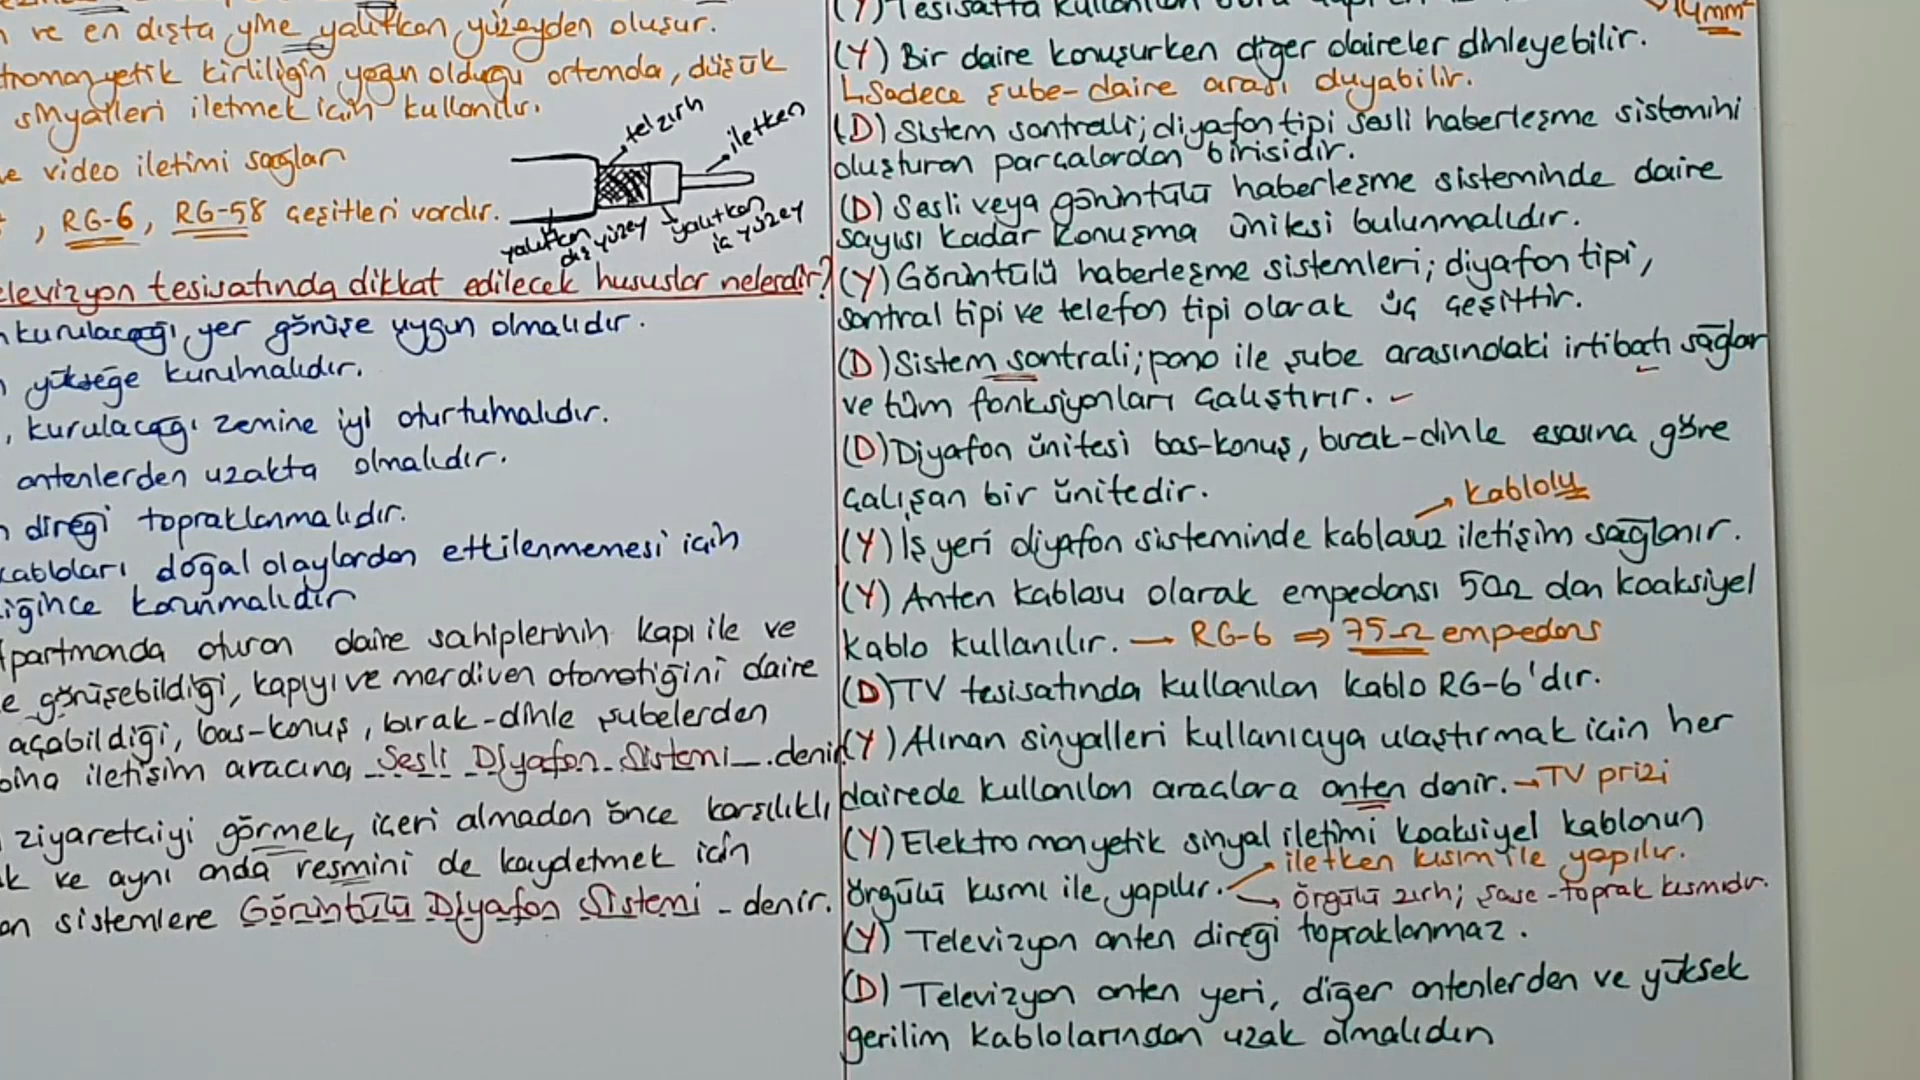 ve en dışta yine yalıtkan yüzeyden oluşur.
kirliliğin yoğun olduğu ortamda, düşük
sinyalleri iletmek için kullanılır.
video iletimi sağlar
, RG-6, RG-58 çeşitleri vardır.
tel zırh
iletken
yalıtkan dış yüzey
yalıtkan iç yüzey
tesisatında dikkat edilecek hususlar nelerdir?
kurulacağı yer görüşe uygun olmalıdır.
yükseğe kurulmalıdır.
, kurulacağı zemine iyi oturtulmalıdır.
antenlerden uzakta olmalıdır.
direği topraklanmalıdır.
doğal olaylardan etkilenmemesi için
korunmalıdır
oturan daire sahiplerinin kapı ile ve
görüşebildiği, kapıyı ve merdiven otomatiğini daire
açabildiği, bas-konuş, bırak-dinle şubelerden
iletişim aracına Sesli Diyafon Sistemi denir
ziyaretçiyi görmek, içeri almadan önce karşılıklı
ve aynı anda resmini de kaydetmek için
sistemlere Görüntülü Diyafon Sistemi - denir.
(Y) Tesisatta kullanılan
14mm²
(Y) Bir daire konuşurken diğer daireler dinleyebilir.
↳Sadece şube-daire arası duyabilir.
(D) Sistem santrali; diyafon tipi sesli haberleşme sistemini
oluşturan parçalardan birisidir.
(D) Sesli veya görüntülü haberleşme sisteminde daire
sayısı kadar konuşma ünitesi bulunmalıdır.
(Y) Görüntülü haberleşme sistemleri; diyafon tipi,
santral tipi ve telefon tipi olarak üç çeşittir.
(D) Sistem santrali; pano ile şube arasındaki irtibatı sağlar
ve tüm fonksiyonları çalıştırır.
(D) Diyafon ünitesi bas-konuş, bırak-dinle esasına göre
çalışan bir ünitedir.
→ kablolu
(Y) İş yeri diyafon sisteminde kablosuz iletişim sağlanır.
(Y) Anten kablosu olarak empedansı 50Ω dan koaksiyel
kablo kullanılır. → RG-6 ⇒ 75Ω empedans
(D) TV tesisatında kullanılan kablo RG-6'dır.
(Y) Alınan sinyalleri kullanıcıya ulaştırmak için her
dairede kullanılan araçlara anten denir. → TV prizi
(Y) Elektromanyetik sinyal iletimi koaksiyel kablonun
→ iletken kısım ile yapılır.
örgülü kısmı ile yapılır. → örgülü zırh; şase-toprak kısmıdır.
(Y) Televizyon anten direği topraklanmaz.
(D) Televizyon anten yeri, diğer antenlerden ve yüksek
gerilim kablolarından uzak olmalıdır